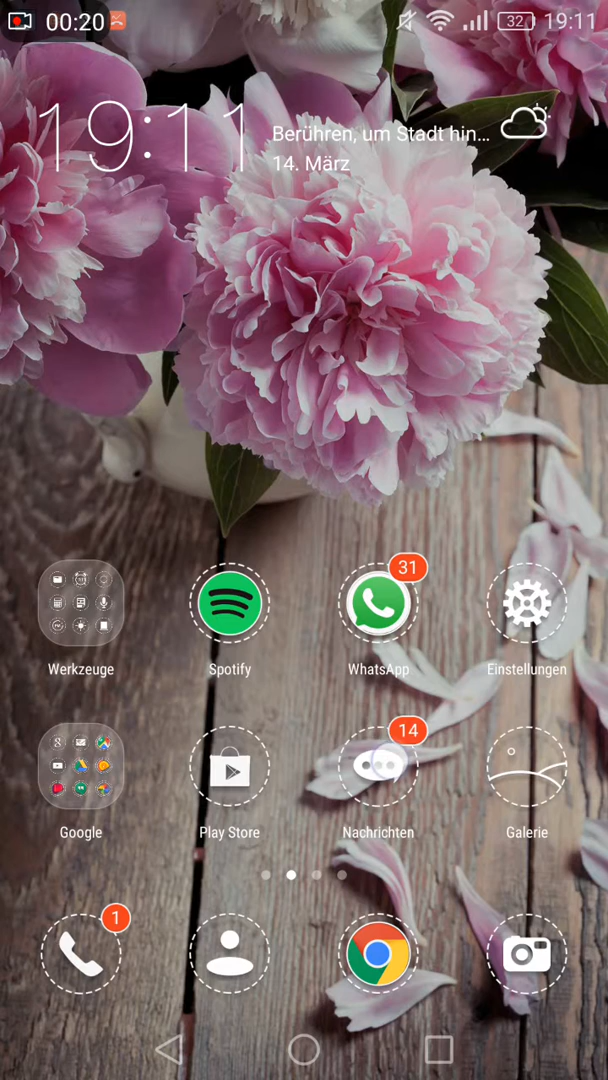 00:20
32
19:11
19:11
Berühren, um Stadt hin...
14. März
31
Werkzeuge
Spotify
WhatsApp
Einstellungen
14
Google
Play Store
Nachrichten
Galerie
1